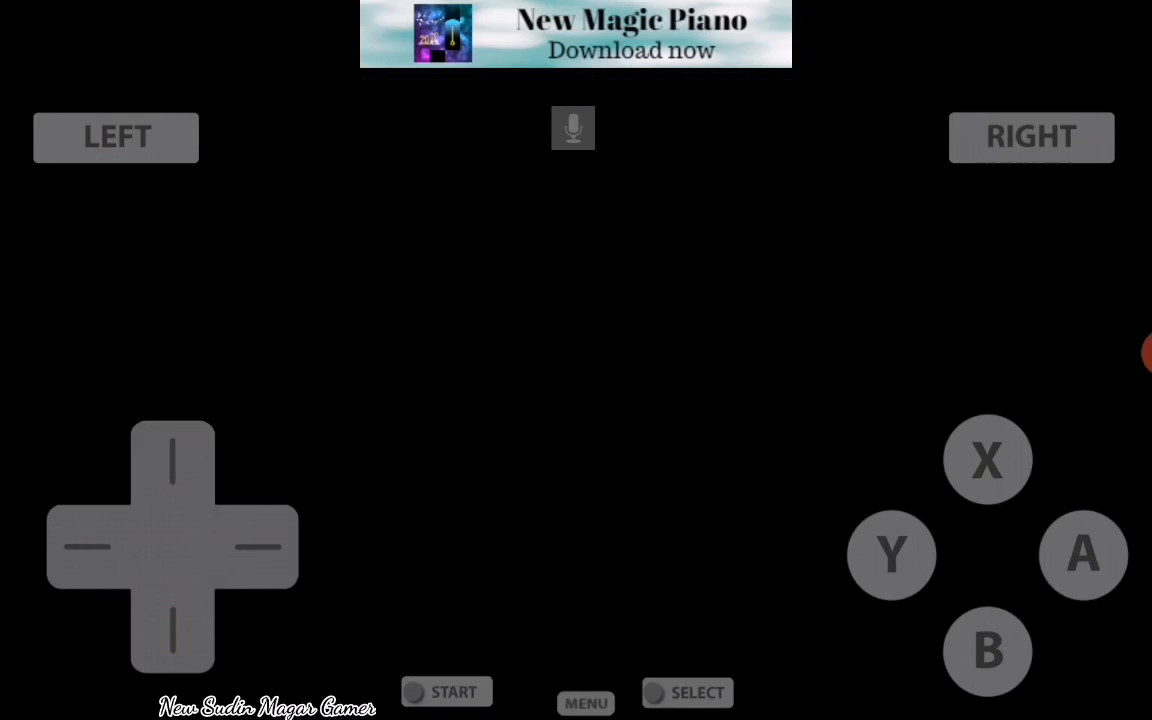 New Magic Piano
Download now
LEFT
RIGHT
X
Y
A
B
START
SELECT
MENU
New Sudin Magar Gamer